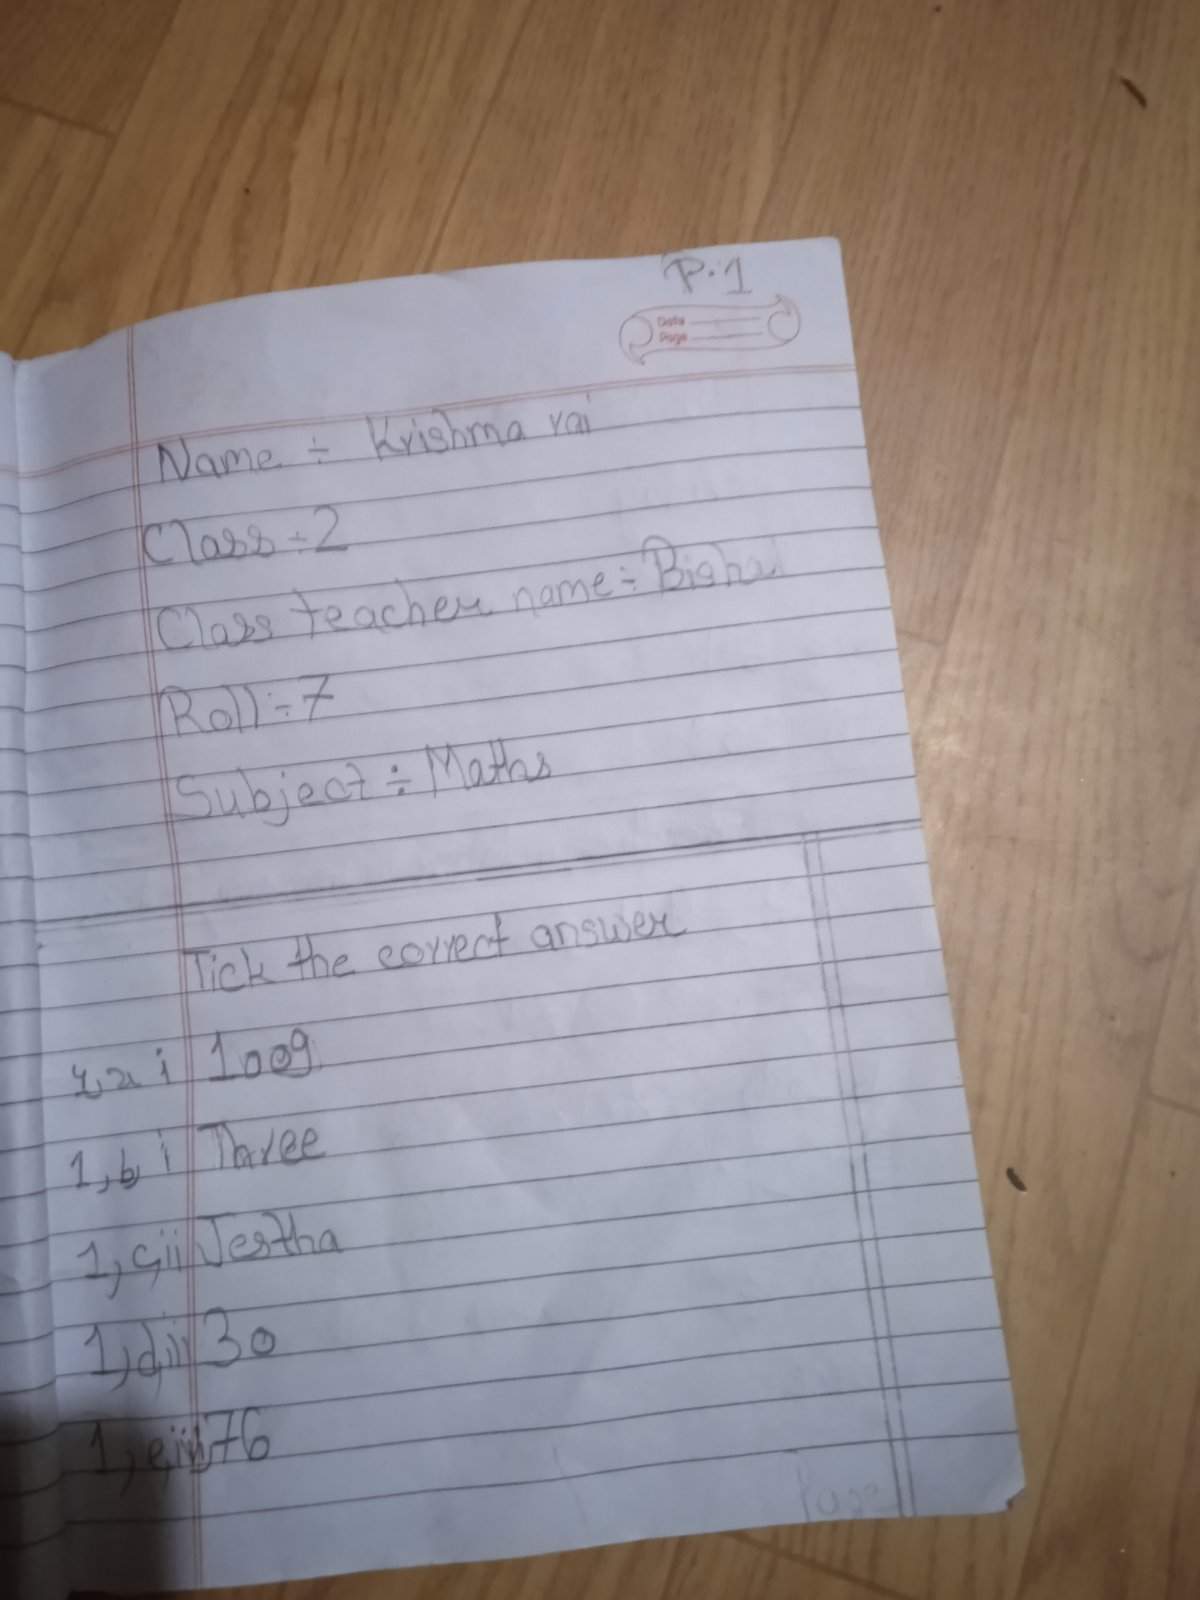 P.1
Date
Page
Name ÷ Krishma rai
Class ÷ 2
Class teacher name ÷ Bishal
Roll ÷ 7
Subject ÷ Maths
Tick the correct answer
1, a i 1009
1, b i Three
1, c, ii Jestha
1, d, ii 30
1, e, iii, 76
Page